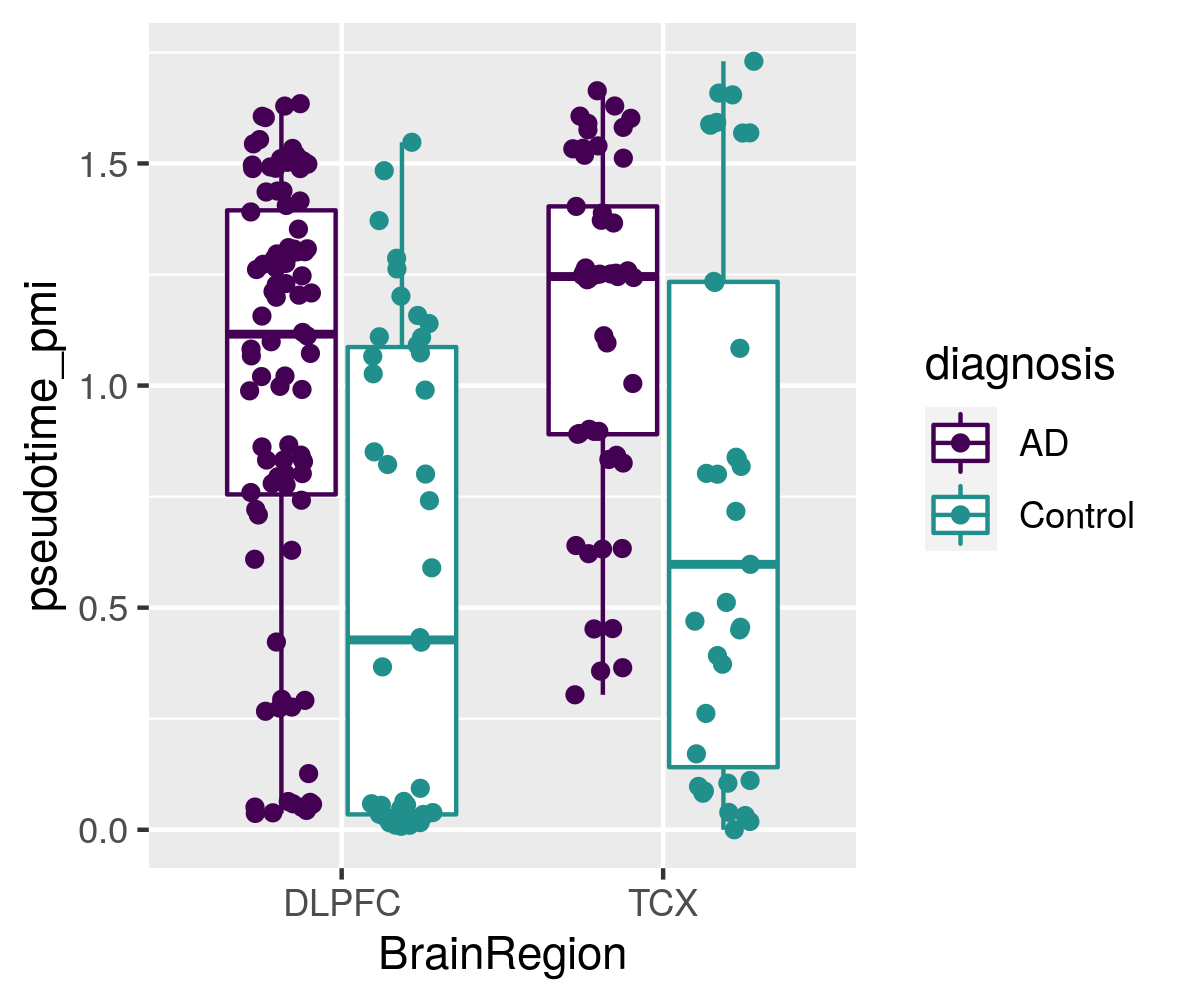 pseudotime_pmi
1.5
1.0
0.5
0.0
DLPFC
TCX
BrainRegion
diagnosis
AD
Control